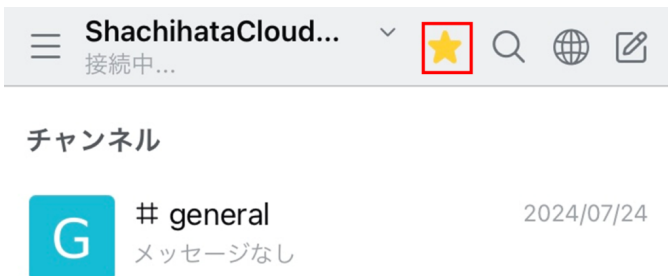 ShachihataCloud...
接続中...
チャンネル
G
# general
2024/07/24
メッセージなし